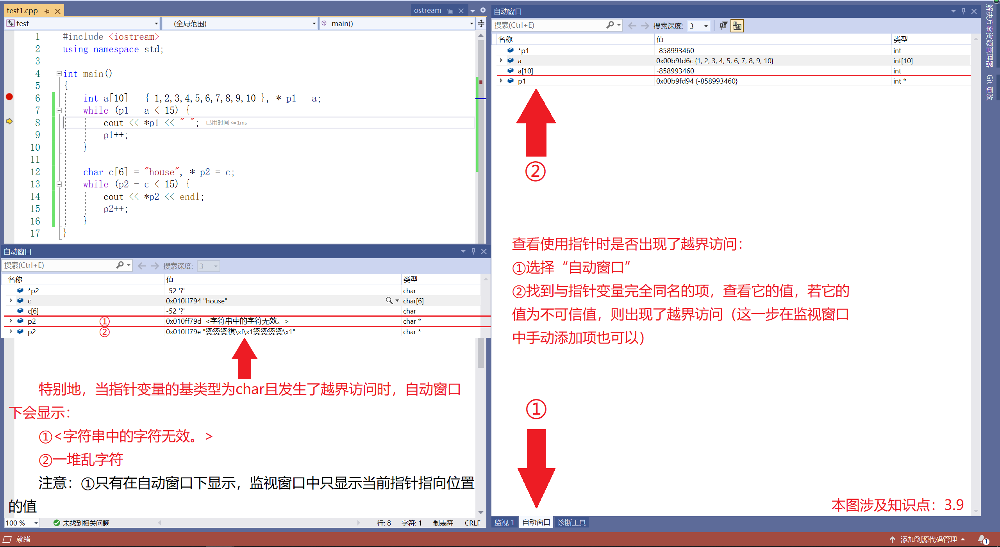 test1.cpp
ostream
test
(全局范围)
main()
1 #include <iostream>
2 using namespace std;
3
4 int main()
5 {
6 int a[10] = { 1,2,3,4,5,6,7,8,9,10 }, * p1 = a;
7 while (p1 - a < 15) {
8 cout << *p1 << " "; 已用时间 <= 1ms
9 p1++;
10 }
11
12 char c[6] = "house", * p2 = c;
13 while (p2 - c < 15) {
14 cout << *p2 << endl;
15 p2++;
16 }
17 }
自动窗口
搜索(Ctrl+E)
搜索深度: 3
名称 值 类型
*p2 -52 '?' char
c 0x010ff794 "house" char[6]
c[6] -52 '?' char
p2 ① 0x010ff79d <字符串中的字符无效。> char *
p2 ② 0x010ff79e "烫烫烫祺\xf\x1烫烫烫烫\x1" char *
特别地，当指针变量的基类型为char且发生了越界访问时，自动窗口
下会显示：
①<字符串中的字符无效。>
②一堆乱字符
注意：①只有在自动窗口下显示，监视窗口中只显示当前指针指向位置
的值
100 %
未找到相关问题
行: 8 字符: 1 制表符 CRLF
自动窗口
搜索(Ctrl+E)
搜索深度: 3
名称 值 类型
*p1 -858993460 int
a 0x00b9fd6c {1, 2, 3, 4, 5, 6, 7, 8, 9, 10} int[10]
a[10] -858993460 int
p1 0x00b9fd94 {-858993460} int *
②
查看使用指针时是否出现了越界访问：
①选择“自动窗口”
②找到与指针变量完全同名的项，查看它的值，若它的
值为不可信值，则出现了越界访问（这一步在监视窗口
中手动添加项也可以）
①
本图涉及知识点：3.9
监视 1 自动窗口 诊断工具
解决方案资源管理器
Git 更改
就绪
添加到源代码管理
1